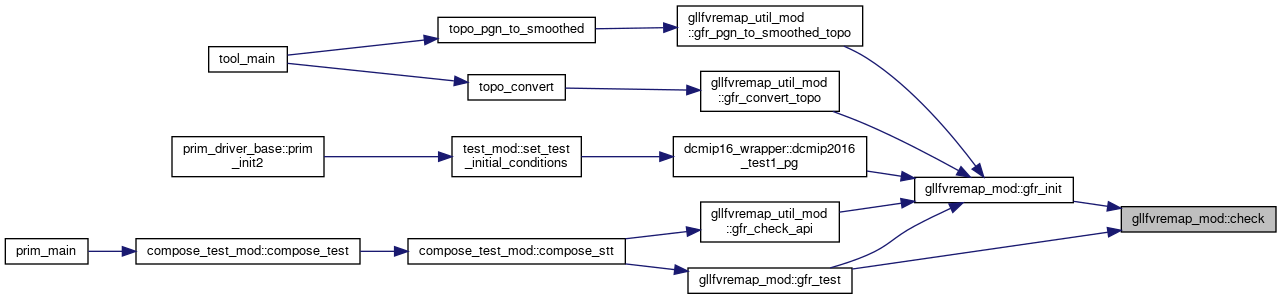 gllfvremap_util_mod
::gfr_pgn_to_smoothed_topo
topo_pgn_to_smoothed
tool_main
topo_convert
gllfvremap_util_mod
::gfr_convert_topo
prim_driver_base::prim
_init2
test_mod::set_test
_initial_conditions
dcmip16_wrapper::dcmip2016
_test1_pg
gllfvremap_mod::gfr_init
gllfvremap_mod::check
gllfvremap_util_mod
::gfr_check_api
prim_main
compose_test_mod::compose_test
compose_test_mod::compose_stt
gllfvremap_mod::gfr_test